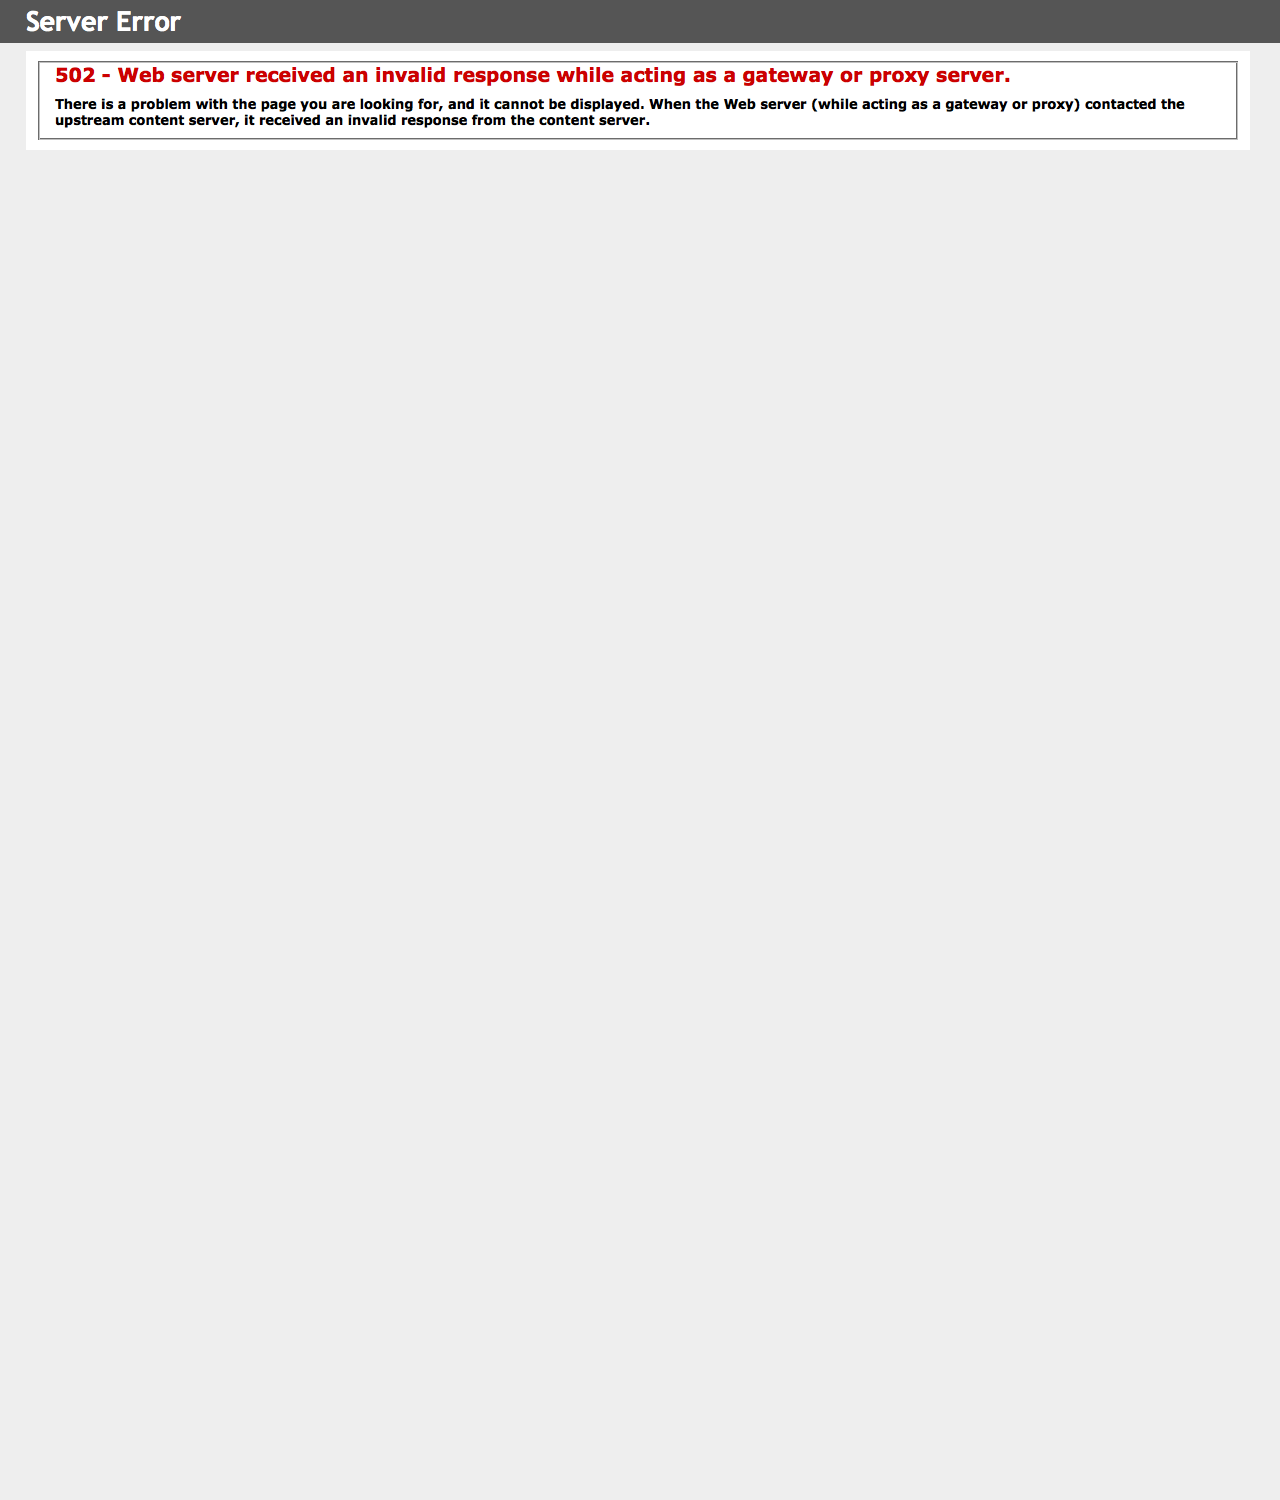 Server Error
502 - Web server received an invalid response while acting as a gateway or proxy server.
There is a problem with the page you are looking for, and it cannot be displayed. When the Web server (while acting as a gateway or proxy) contacted the
upstream content server, it received an invalid response from the content server.